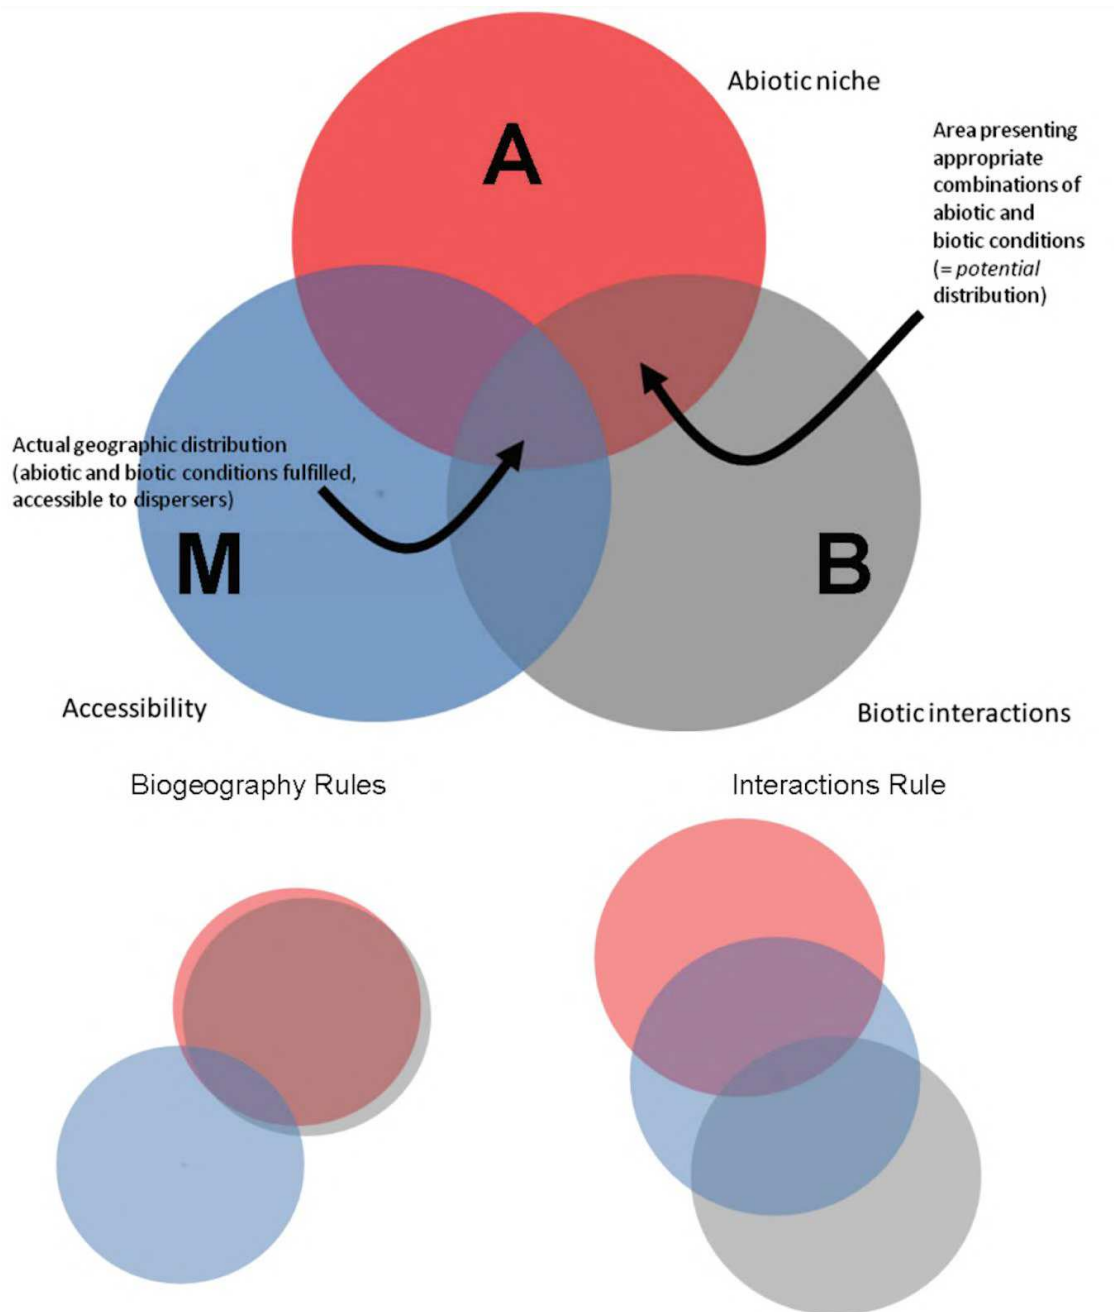 A
Abiotic niche
Area presenting
appropriate
combinations of
abiotic and
biotic conditions
(= potential
distribution)
Actual geographic distribution
(abiotic and biotic conditions fulfilled,
accessible to dispersers)
M
B
Accessibility
Biotic interactions
Biogeography Rules
Interactions Rule